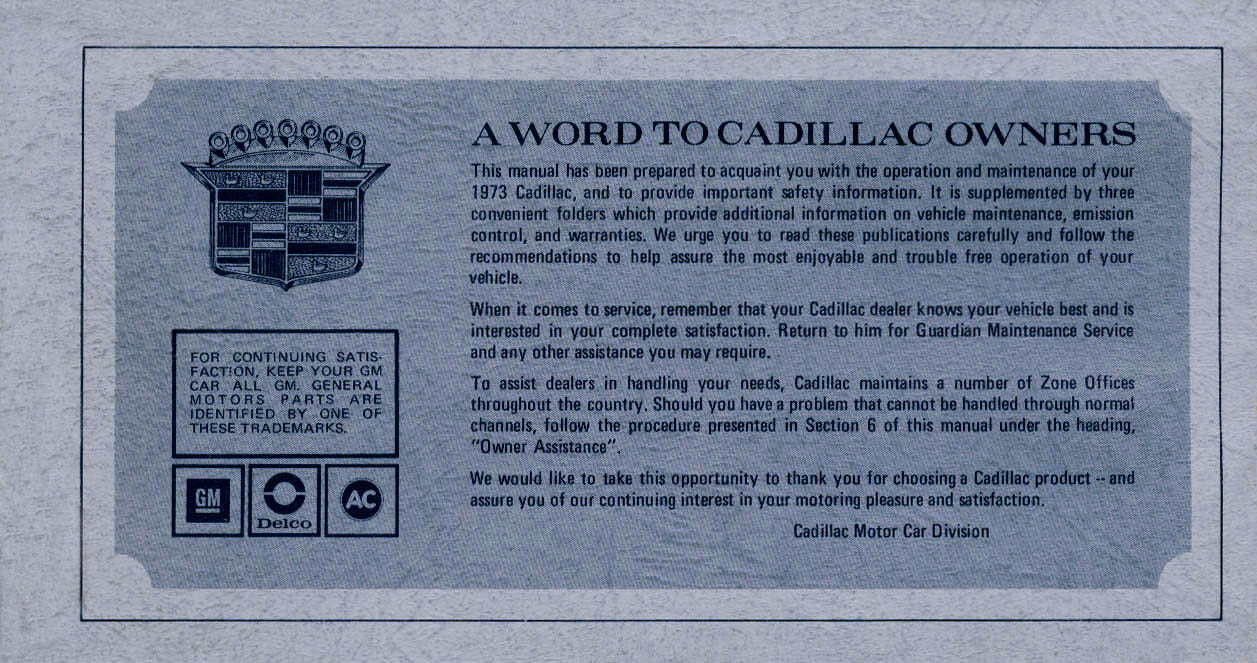 A WORD TO CADILLAC OWNERS
This manual has been prepared to acquaint you with the operation and maintenance of your
1973 Cadillac, and to provide important safety information. It is supplemented by three
convenient folders which provide additional information on vehicle maintenance, emission
control, and warranties. We urge you to read these publications carefully and follow the
recommendations to help assure the most enjoyable and trouble free operation of your
vehicle.
When it comes to service, remember that your Cadillac dealer knows your vehicle best and is
interested in your complete satisfaction. Return to him for Guardian Maintenance Service
and any other assistance you may require.
To assist dealers in handling your needs, Cadillac maintains a number of Zone Offices
throughout the country. Should you have a problem that cannot be handled through normal
channels, follow the procedure presented in Section 6 of this manual under the heading,
"Owner Assistance".
We would like to take this opportunity to thank you for choosing a Cadillac product -- and
assure you of our continuing interest in your motoring pleasure and satisfaction.
Cadillac Motor Car Division
FOR CONTINUING SATIS-
FACTION, KEEP YOUR GM
CAR ALL GM. GENERAL
MOTORS PARTS ARE
IDENTIFIED BY ONE OF
THESE TRADEMARKS.
GM
Delco
AC